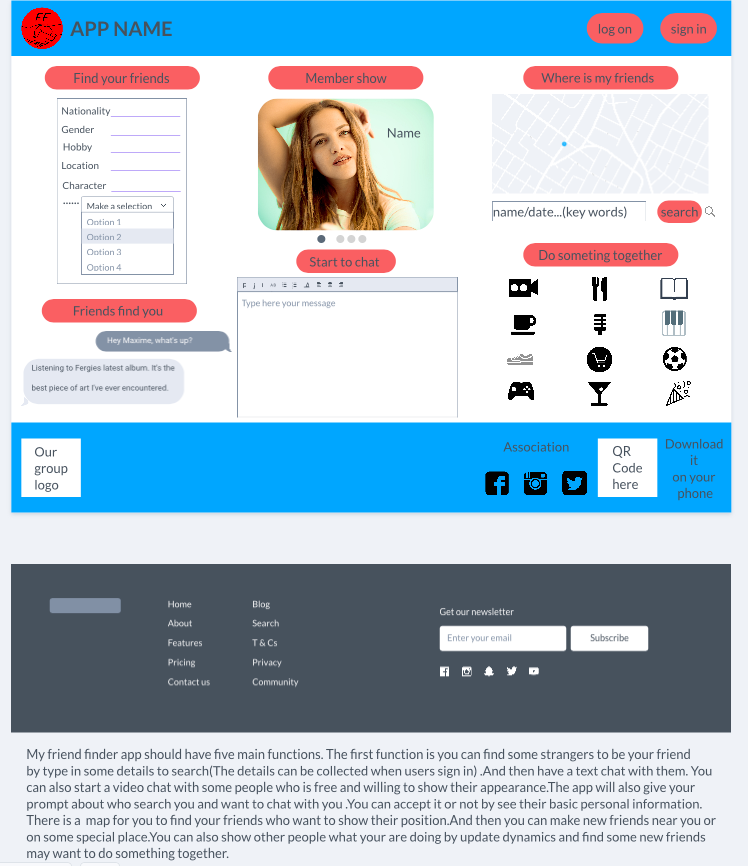 APP NAME
log on
sign in
Find your friends
Member show
Where is my friends
Nationality
Gender
Hobby
Location
Character
......
Make a selection
Option 1
Option 2
Option 3
Option 4
Name
name/date...(key words)
search
Start to chat
Type here your message
Do someting together
Friends find you
Hey Maxime, what's up?
Listening to Fergies latest album. It's the
best piece of art I've ever encountered.
Our
group
logo
Association
QR
Code
here
Download
it
on your
phone
Home
About
Features
Pricing
Contact us
Blog
Search
T & Cs
Privacy
Community
Get our newsletter
Enter your email
Subscribe
My friend finder app should have five main functions. The first function is you can find some strangers to be your friend
by type in some details to search(The details can be collected when users sign in) .And then have a text chat with them. You
can also start a video chat with some people who is free and willing to show their appearance.The app will also give your
prompt about who search you and want to chat with you .You can accept it or not by see their basic personal information.
There is a map for you to find your friends who want to show their position.And then you can make new friends near you or
on some special place.You can also show other people what your are doing by update dynamics and find some new friends
may want to do something together.